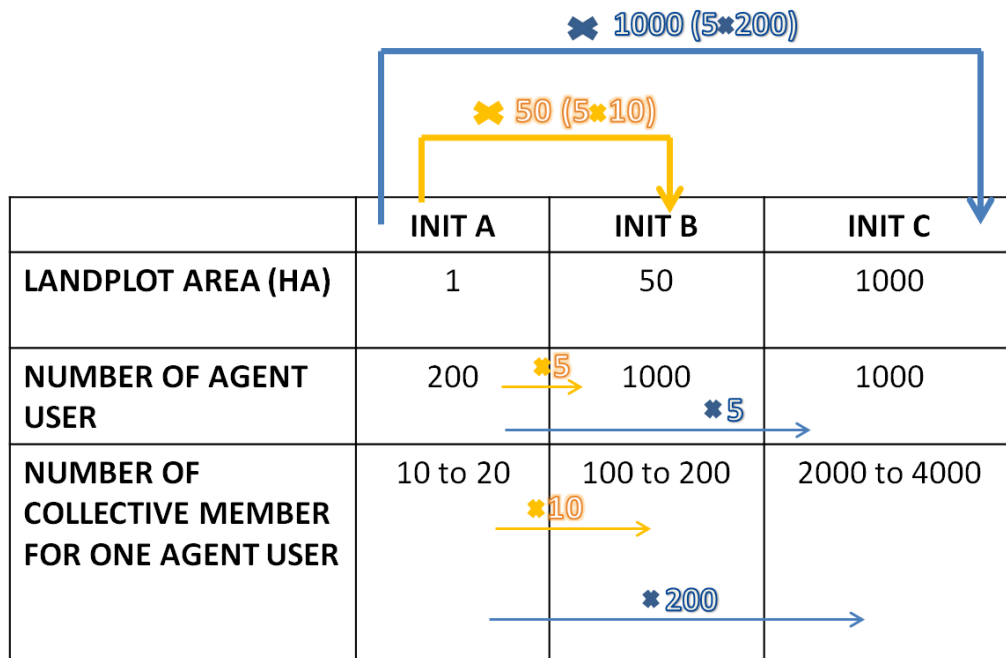 ✖ 1000 (5✖200)
✖ 50 (5✖10)
INIT A INIT B INIT C
LANDPLOT AREA (HA) 1 50 1000
NUMBER OF AGENT 200 ✖5 1000 1000
USER ✖5
NUMBER OF 10 to 20 100 to 200 2000 to 4000
COLLECTIVE MEMBER ✖10
FOR ONE AGENT USER
✖200